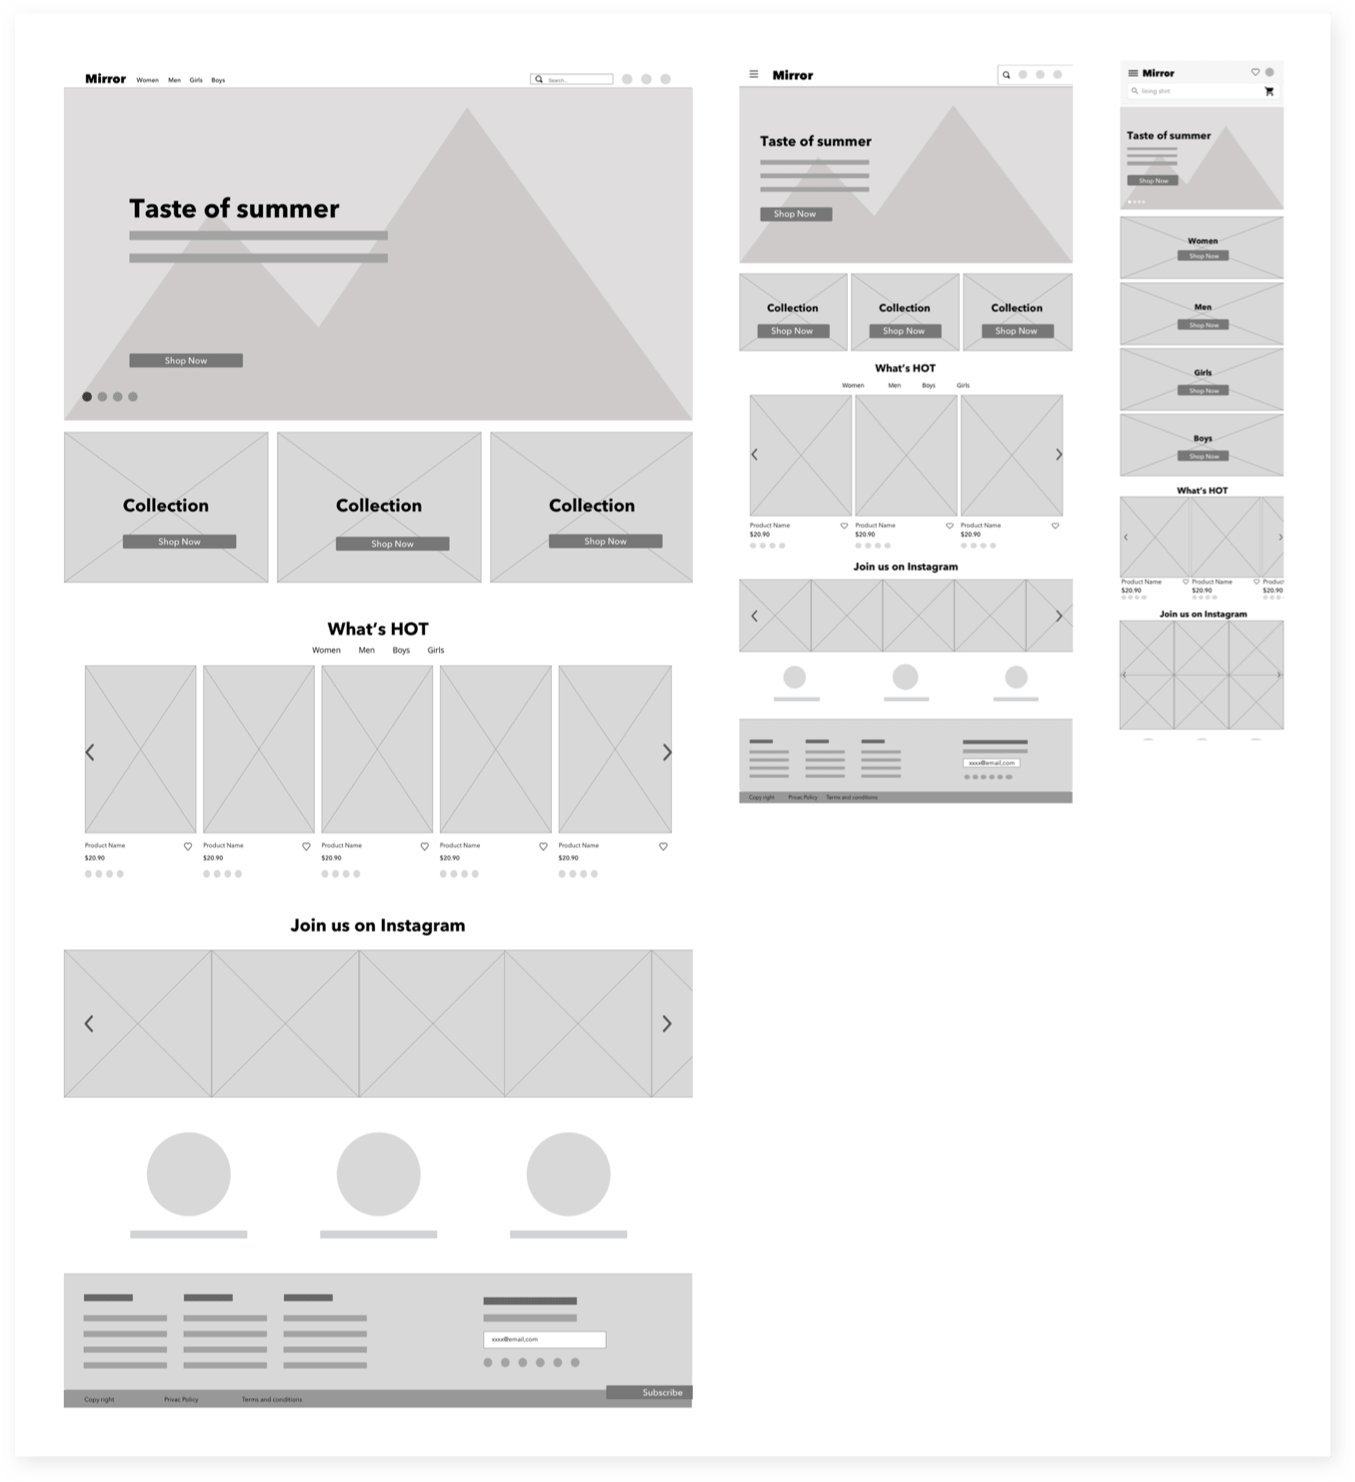 Mirror Women Men Girls Boys Search...
Taste of summer
Shop Now
Collection Collection Collection
Shop Now Shop Now Shop Now
What's HOT
Women Men Boys Girls
Product Name Product Name Product Name Product Name Product Name
$20.90 $20.90 $20.90 $20.90 $20.90
Join us on Instagram
xxxx@email,com
Subscribe
Copy right Privac Policy Terms and conditions
Mirror
Taste of summer
Shop Now
Collection Collection Collection
Shop Now Shop Now Shop Now
What's HOT
Women Men Boys Girls
Product Name Product Name Product Name
$20.90 $20.90 $20.90
Join us on Instagram
xxxx@email,com
Copy right Privac Policy Terms and conditions
Mirror
lining shirt
Taste of summer
Shop Now
Women
Shop Now
Men
Shop Now
Girls
Shop Now
Boys
Shop Now
What's HOT
Product Name Product Name Product
$20.90 $20.90 $20.90
Join us on Instagram